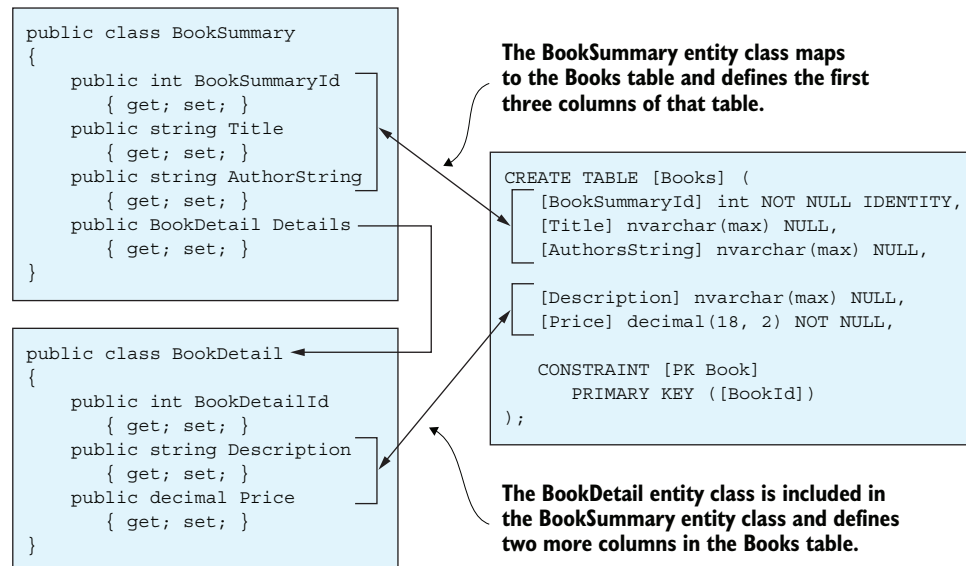 public class BookSummary
{
public int BookSummaryId
{ get; set; }
public string Title
{ get; set; }
public string AuthorString
{ get; set; }
public BookDetail Details
{ get; set; }
}
The BookSummary entity class maps
to the Books table and defines the first
three columns of that table.
CREATE TABLE [Books] (
[BookSummaryId] int NOT NULL IDENTITY,
[Title] nvarchar(max) NULL,
[AuthorsString] nvarchar(max) NULL,
[Description] nvarchar(max) NULL,
[Price] decimal(18, 2) NOT NULL,
CONSTRAINT [PK Book]
PRIMARY KEY ([BookId])
);
public class BookDetail
{
public int BookDetailId
{ get; set; }
public string Description
{ get; set; }
public decimal Price
{ get; set; }
}
The BookDetail entity class is included in
the BookSummary entity class and defines
two more columns in the Books table.